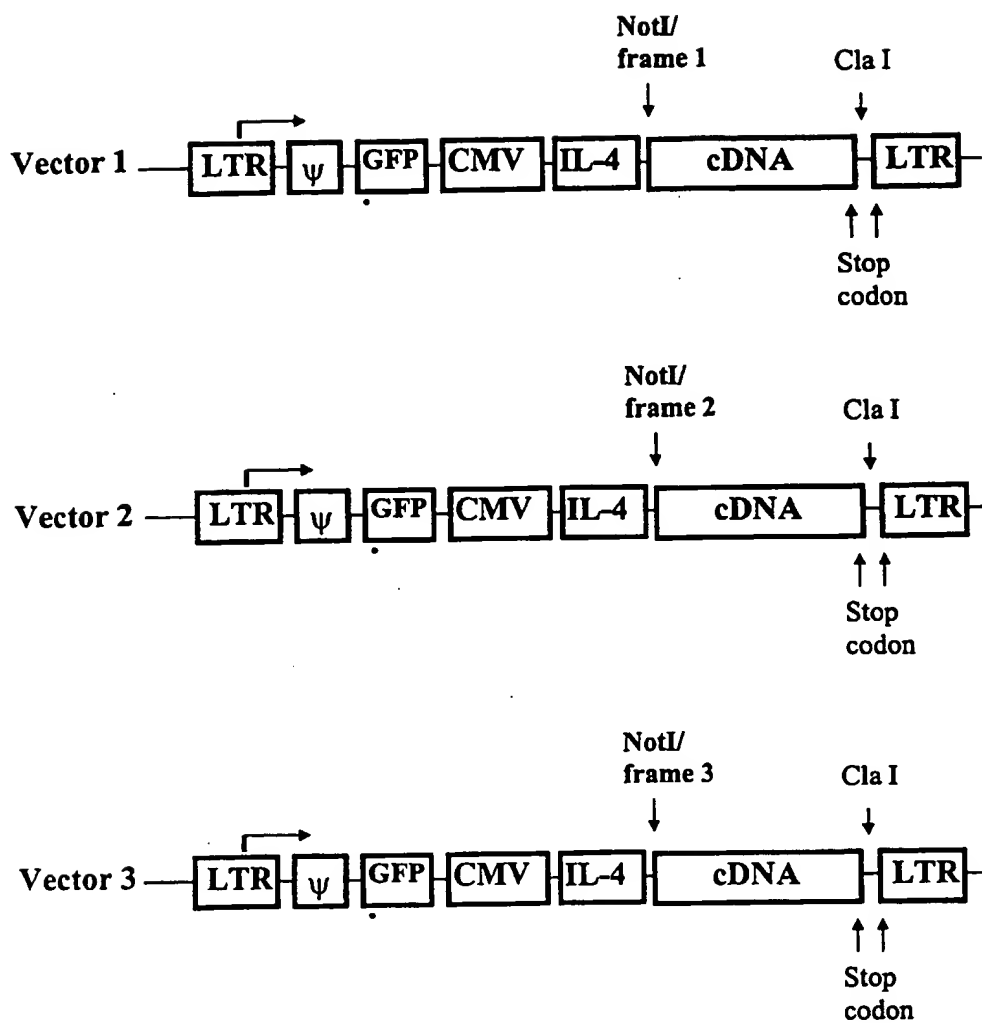 NotI/
frame 1
Cla I
Vector 1
LTR ψ GFP CMV IL-4 cDNA LTR
Stop
codon
NotI/
frame 2
Cla I
Vector 2
LTR ψ GFP CMV IL-4 cDNA LTR
Stop
codon
NotI/
frame 3
Cla I
Vector 3
LTR ψ GFP CMV IL-4 cDNA LTR
Stop
codon